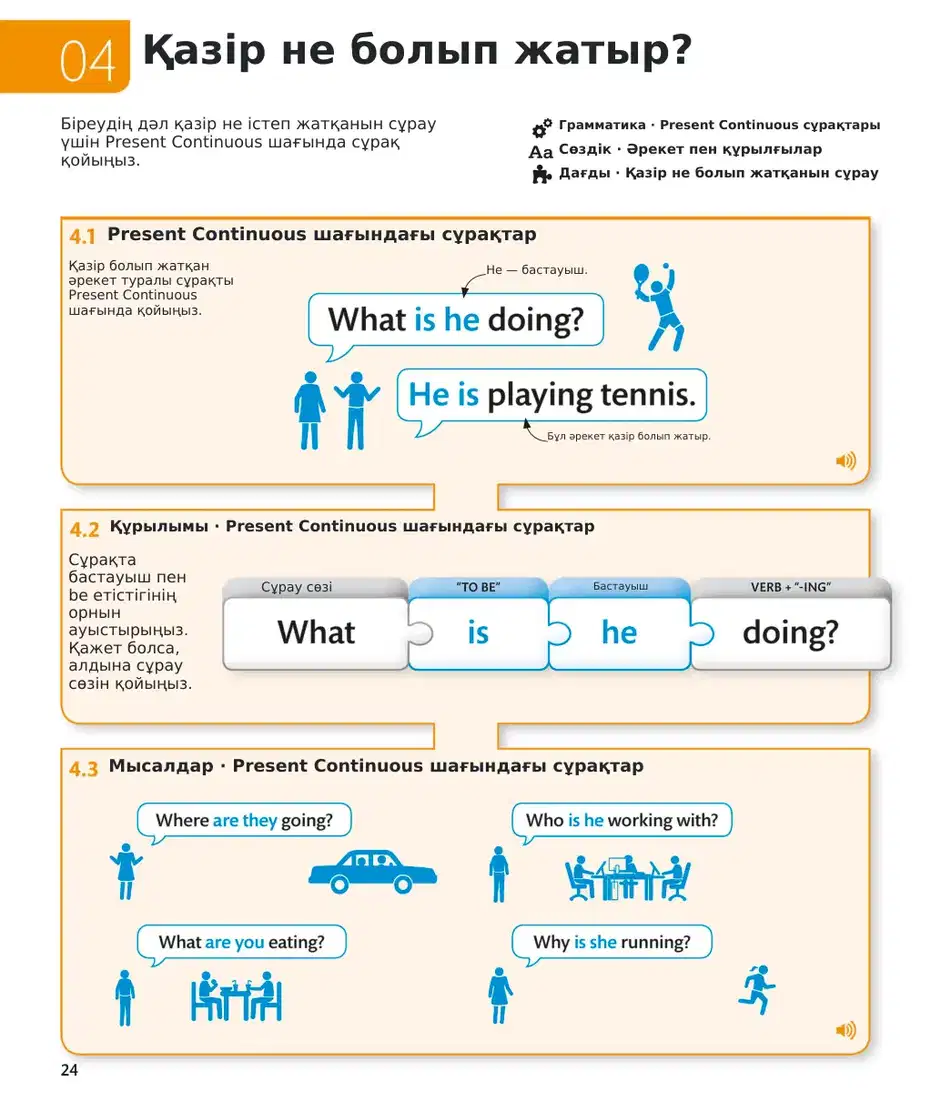 04
Қазір не болып жатыр?
Біреудің дәл қазір не істеп жатқанын сұрау
үшін Present Continuous шағында сұрақ
қойыңыз.
Грамматика · Present Continuous сұрақтары
Aa Сөздік · Әрекет пен құрылғылар
Дағды · Қазір не болып жатқанын сұрау
4.1 Present Continuous шағындағы сұрақтар
Қазір болып жатқан
әрекет туралы сұрақты
Present Continuous
шағында қойыңыз.
Не — бастауыш.
What is he doing?
He is playing tennis.
Бұл әрекет қазір болып жатыр.
4.2 Құрылымы · Present Continuous шағындағы сұрақтар
Сұрақта
бастауыш пен
be етістігінің
орнын
ауыстырыңыз.
Қажет болса,
алдына сұрау
сөзін қойыңыз.
Сұрау сөзі "TO BE" Бастауыш VERB + "-ING"
What is he doing?
4.3 Мысалдар · Present Continuous шағындағы сұрақтар
Where are they going?
Who is he working with?
What are you eating?
Why is she running?
24